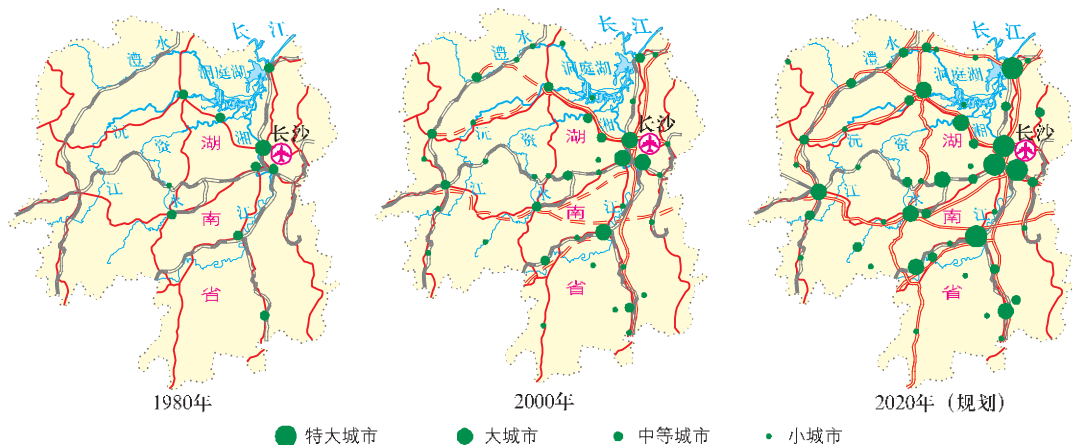 长 江
澧 水
洞庭湖
沅
资
湘
长沙
湖
江
水
南
江
省
1980年
长 江
澧 水
洞庭湖
沅
资
湘
长沙
湖
江
水
南
江
省
2000年
长 江
澧 水
洞庭湖
沅
资
湘
长沙
湖
江
水
南
江
省
2020年 (规划)
特大城市 大城市 中等城市 小城市